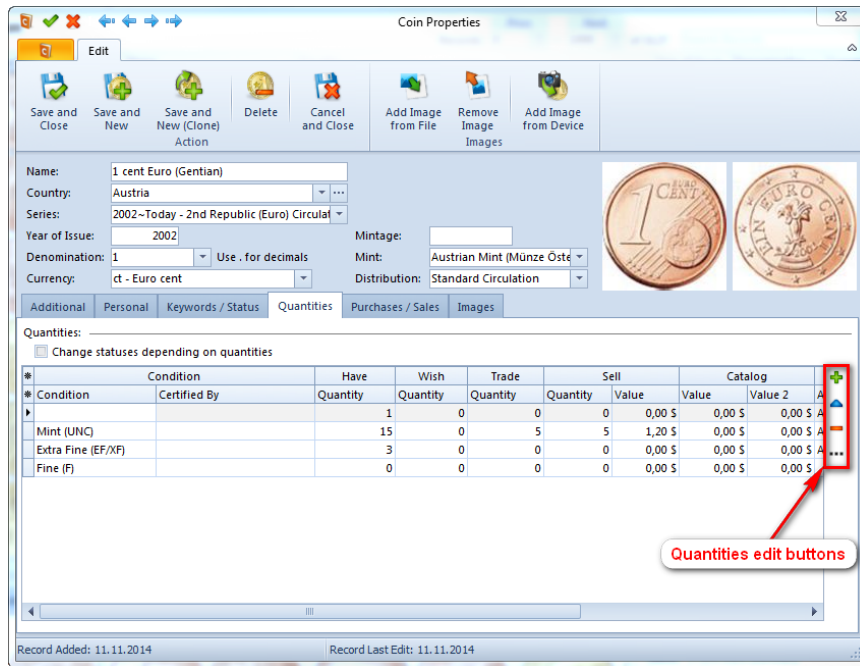 Coin Properties
Edit
Save and Close
Save and New
Save and New (Clone)
Delete
Cancel and Close
Add Image from File
Remove Image
Add Image from Device
Action
Images
Name: 1 cent Euro (Gentian)
Country: Austria
Series: 2002~Today - 2nd Republic (Euro) Circulat
Year of Issue: 2002 Mintage:
Denomination: 1 Use . for decimals Mint: Austrian Mint (Münze Öste
Currency: ct - Euro cent Distribution: Standard Circulation
1 EURO CENT
EIN EURO CENT
Additional Personal Keywords / Status Quantities Purchases / Sales Images
Quantities:
Change statuses depending on quantities
Condition Have Wish Trade Sell Catalog
Condition Certified By Quantity Quantity Quantity Quantity Value Value Value 2 A
1 0 0 0 0,00 $ 0,00 $ 0,00 $ A
Mint (UNC) 15 0 5 5 1,20 $ 0,00 $ 0,00 $ A
Extra Fine (EF/XF) 3 0 0 0 0,00 $ 0,00 $ 0,00 $ A
Fine (F) 0 0 0 0 0,00 $ 0,00 $ 0,00 $
Quantities edit buttons
Record Added: 11.11.2014 Record Last Edit: 11.11.2014